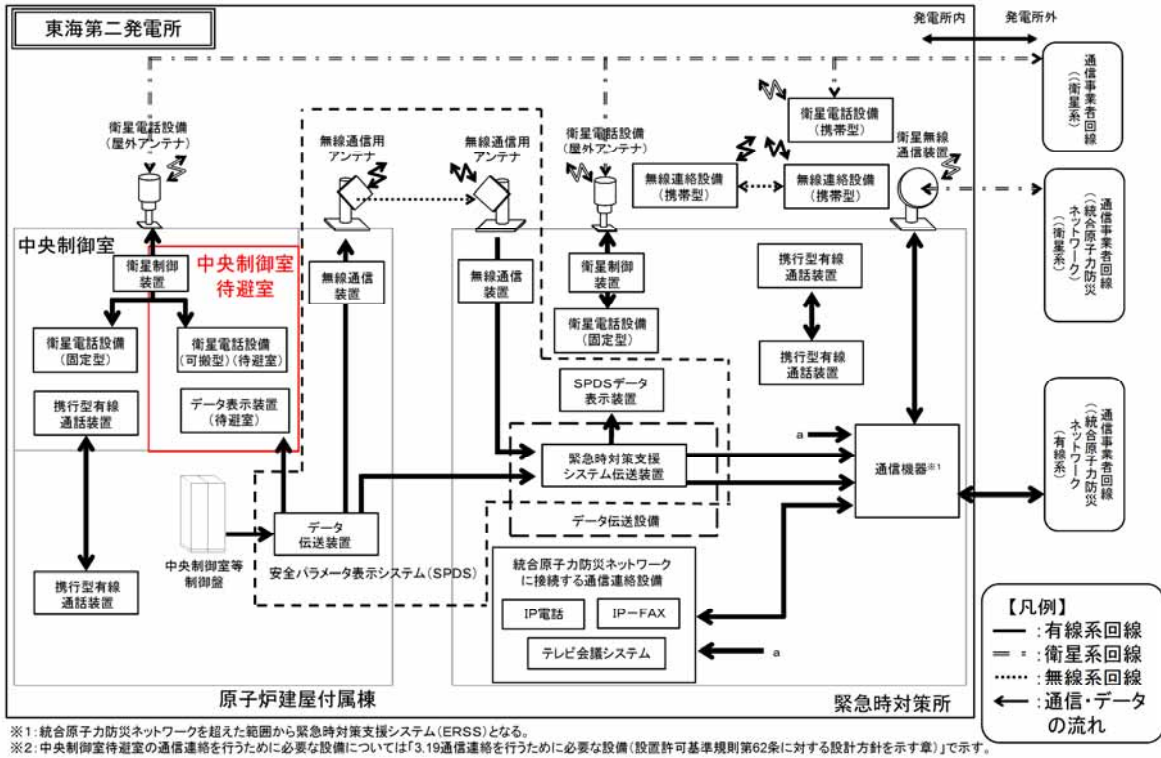 東海第二発電所
発電所内
発電所外
通信事業者回線
(衛星系)
衛星電話設備
(屋外アンテナ)
無線通信用
アンテナ
無線通信用
アンテナ
衛星電話設備
(屋外アンテナ)
衛星電話設備
(携帯型)
無線連絡設備
(携帯型)
無線連絡設備
(携帯型)
衛星無線
通信装置
通信事業者回線
(統合原子力防災
ネットワーク)
(衛星系)
中央制御室
中央制御室
待避室
衛星制御
装置
無線通信
装置
無線通信
装置
衛星制御
装置
携行型有線
通話装置
衛星電話設備
(固定型)
衛星電話設備
(可搬型)(待避室)
衛星電話設備
(固定型)
携行型有線
通話装置
携行型有線
通話装置
データ表示装置
(待避室)
SPDSデータ
表示装置
緊急時対策支援
システム伝送装置
データ伝送設備
a
通信機器※1
通信事業者回線
(統合原子力防災
ネットワーク
(有線系)
中央制御室等
制御盤
データ
伝送装置
安全パラメータ表示システム(SPDS)
携行型有線
通話装置
統合原子力防災ネットワーク
に接続する通信連絡設備
IP電話
IP-FAX
テレビ会議システム
a
原子炉建屋付属棟
緊急時対策所
【凡例】
:有線系回線
:衛星系回線
:無線系回線
:通信・データ
の流れ
※1:統合原子力防災ネットワークを超えた範囲から緊急時対策支援システム(ERSS)となる。
※2:中央制御室待避室の通信連絡を行うために必要な設備については「3.19通信連絡を行うために必要な設備(設置許可基準規則第62条に対する設計方針を示す章)」で示す。